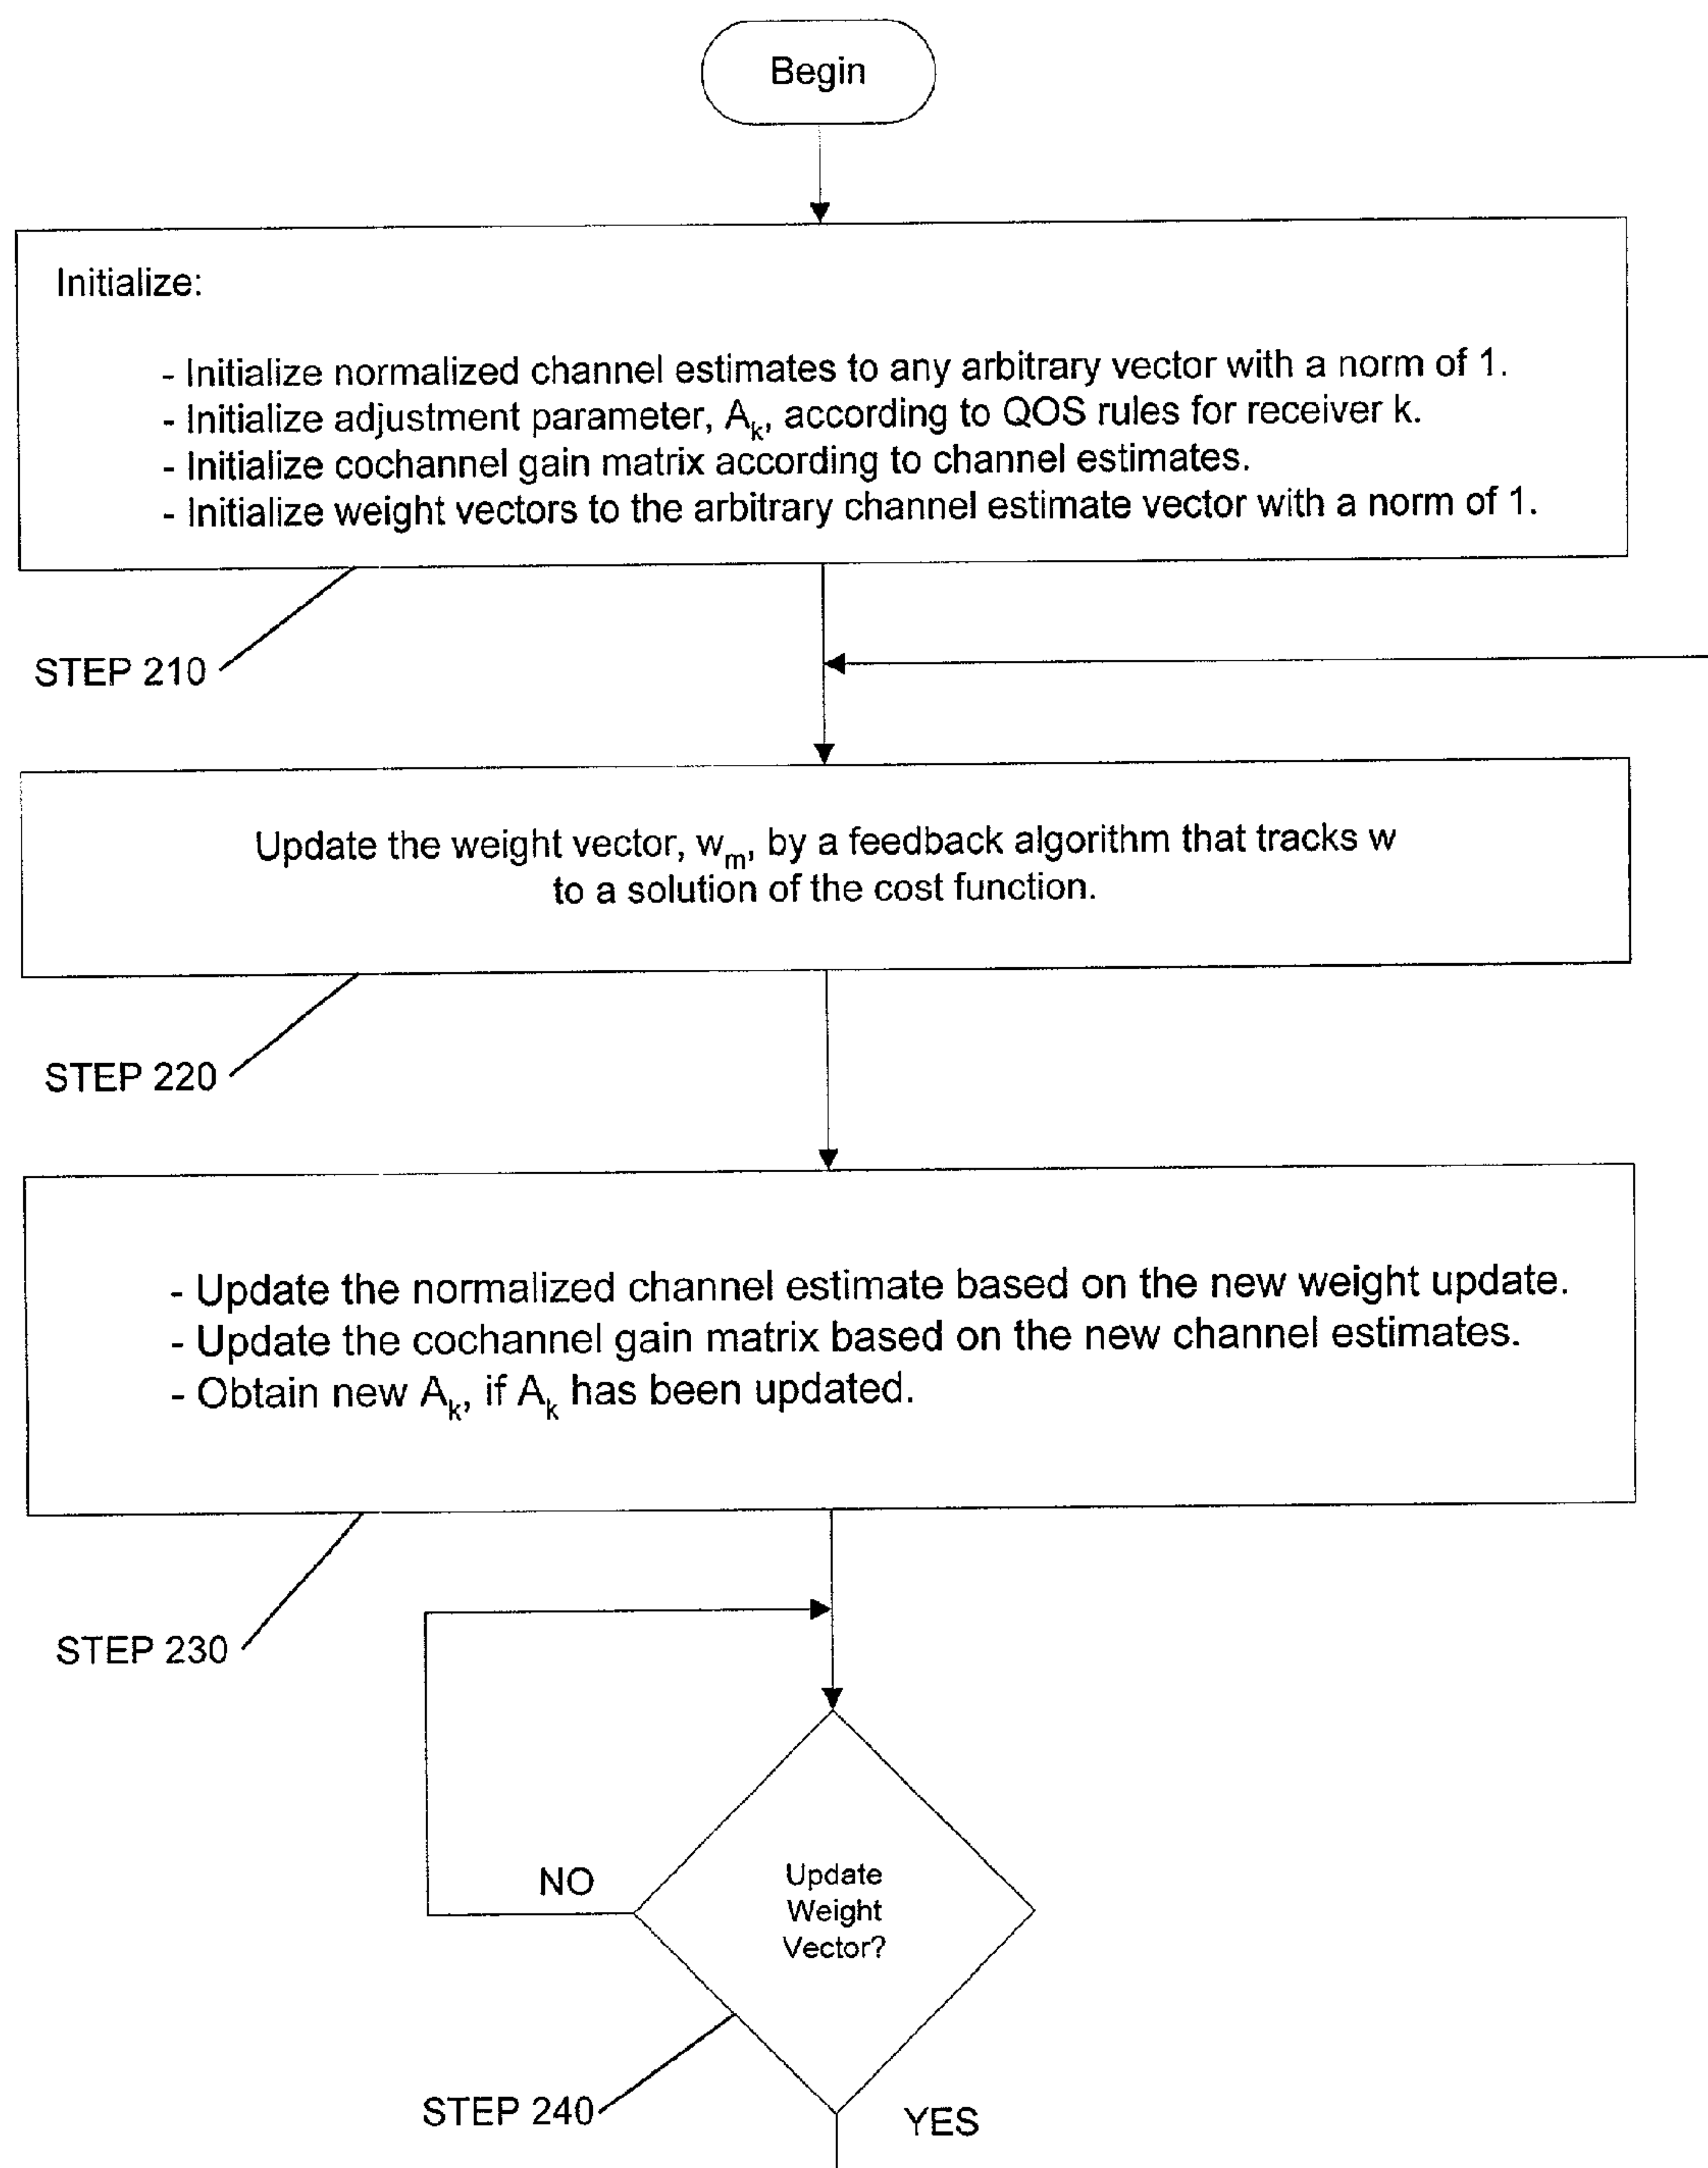 Begin
Initialize:
- Initialize normalized channel estimates to any arbitrary vector with a norm of 1.
- Initialize adjustment parameter, Aₖ, according to QOS rules for receiver k.
- Initialize cochannel gain matrix according to channel estimates.
- Initialize weight vectors to the arbitrary channel estimate vector with a norm of 1.
STEP 210
Update the weight vector, wₘ, by a feedback algorithm that tracks w
to a solution of the cost function.
STEP 220
- Update the normalized channel estimate based on the new weight update.
- Update the cochannel gain matrix based on the new channel estimates.
- Obtain new Aₖ, if Aₖ has been updated.
STEP 230
NO
Update
Weight
Vector?
STEP 240
YES